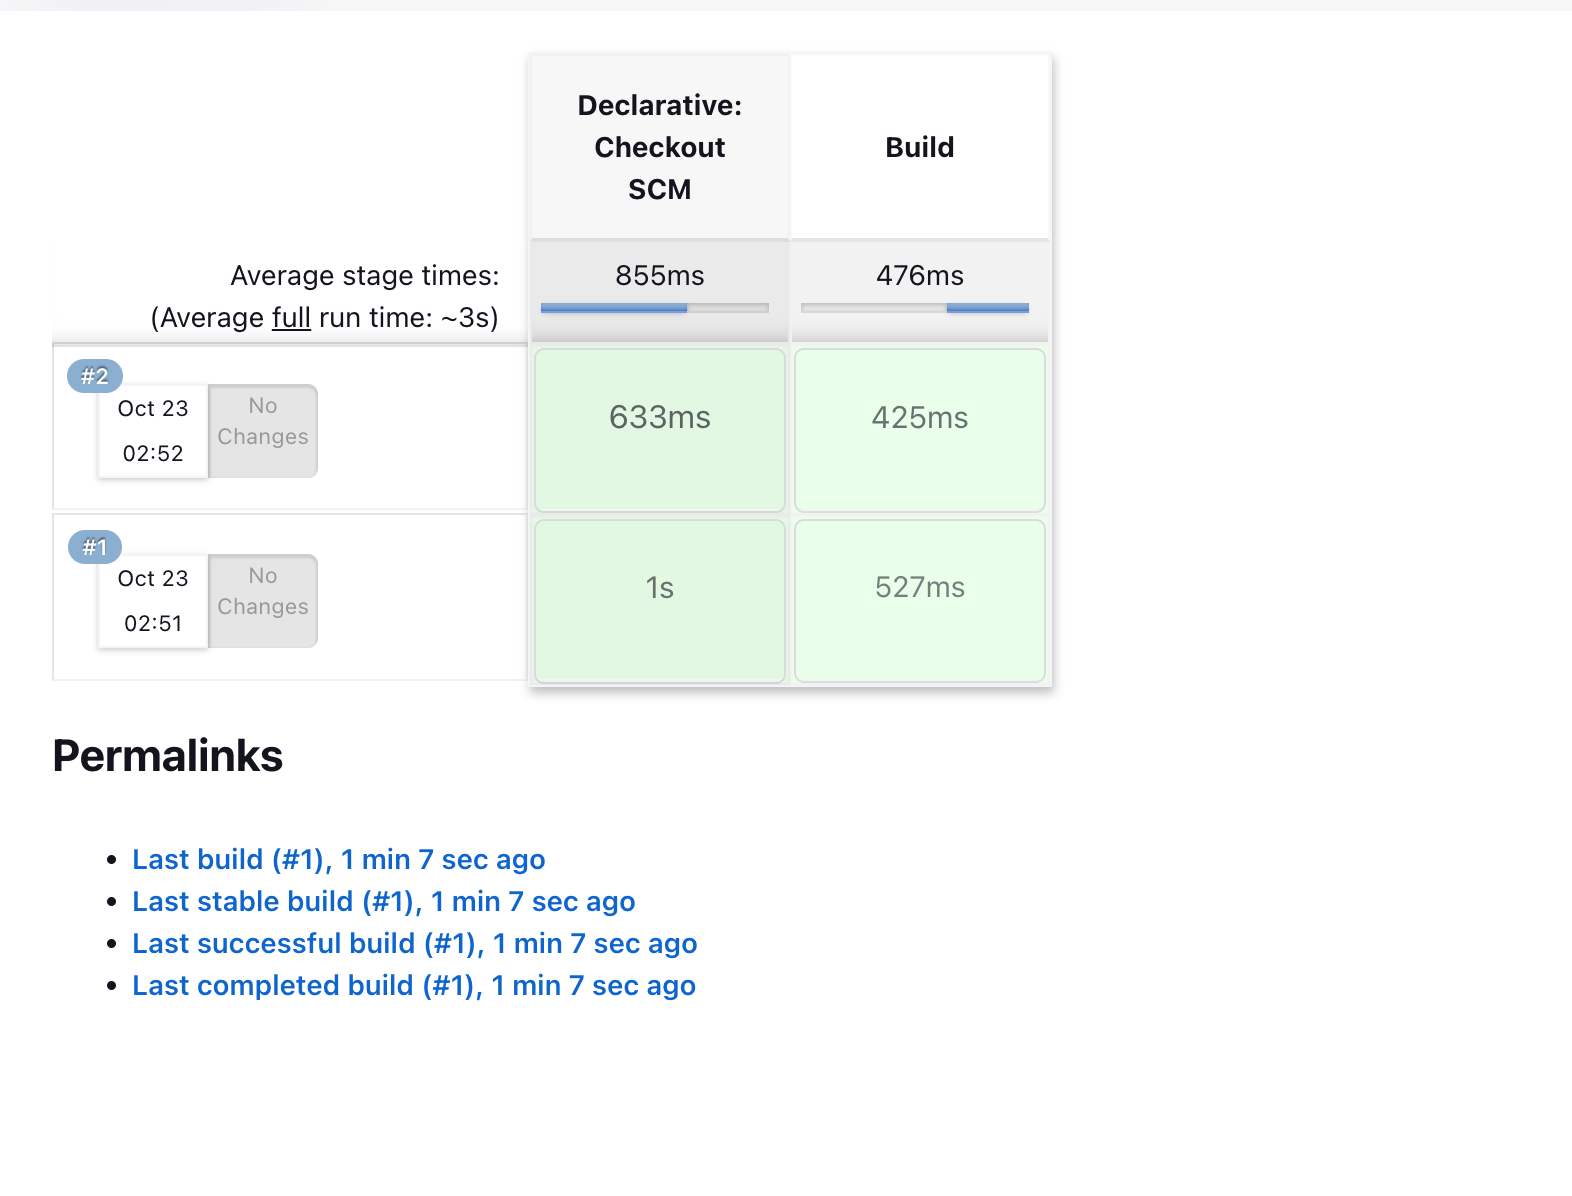 Declarative:
Checkout
SCM
Build
Average stage times:
(Average full run time: ~3s)
855ms
476ms
#2
Oct 23
02:52
No
Changes
633ms
425ms
#1
Oct 23
02:51
No
Changes
1s
527ms
Permalinks
Last build (#1), 1 min 7 sec ago
Last stable build (#1), 1 min 7 sec ago
Last successful build (#1), 1 min 7 sec ago
Last completed build (#1), 1 min 7 sec ago